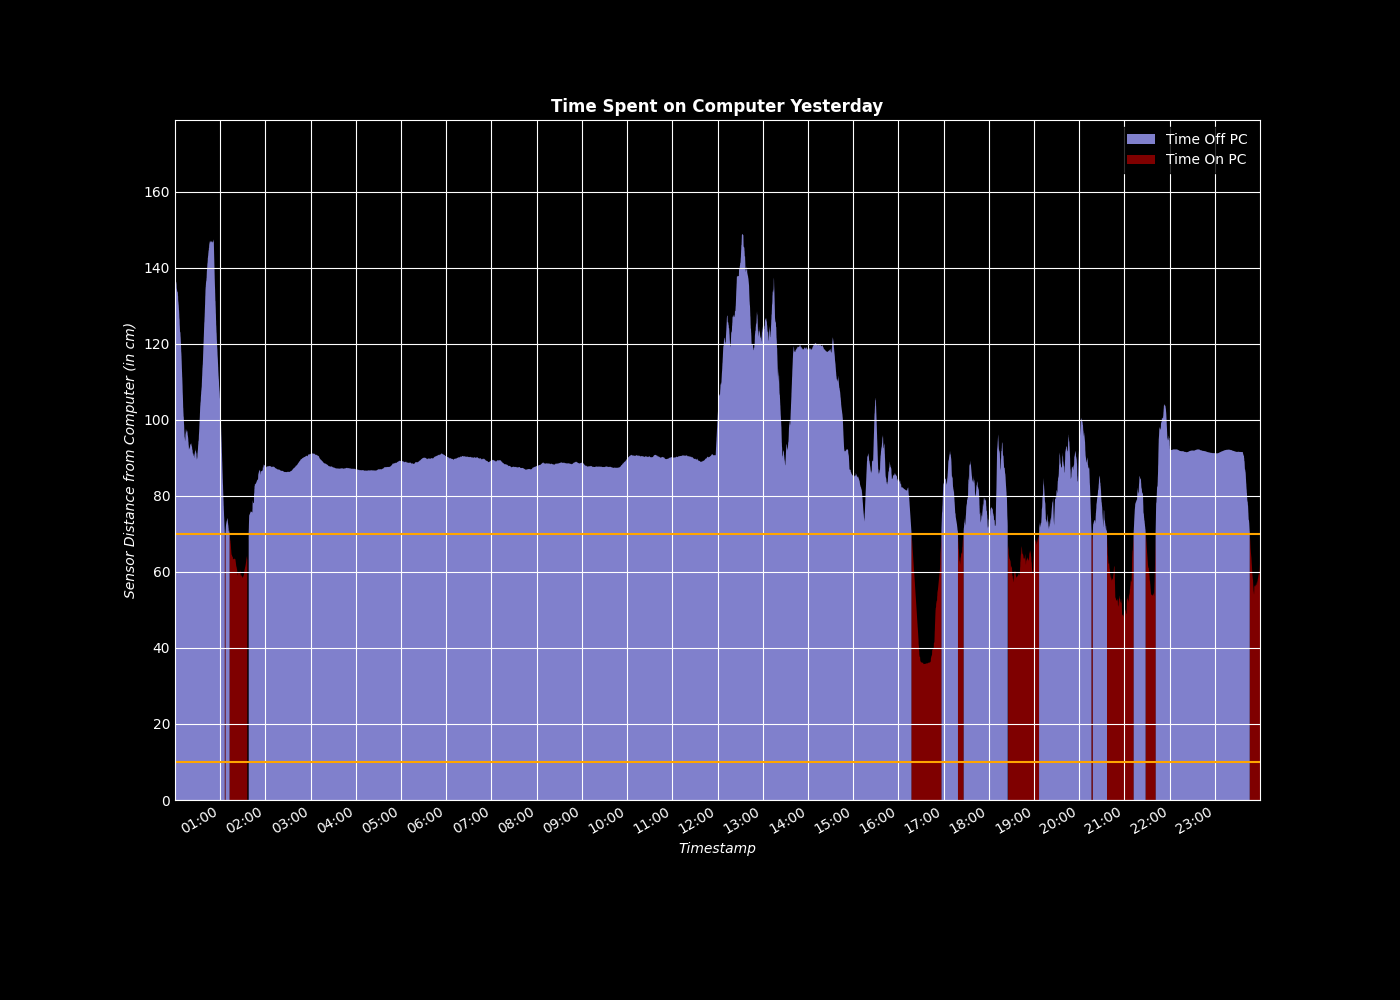 Time Spent on Computer Yesterday
Time Off PC
Time On PC
160
140
120
100
80
60
40
20
0
Sensor Distance from Computer (in cm)
01:00 02:00 03:00 04:00 05:00 06:00 07:00 08:00 09:00 10:00 11:00 12:00 13:00 14:00 15:00 16:00 17:00 18:00 19:00 20:00 21:00 22:00 23:00
Timestamp